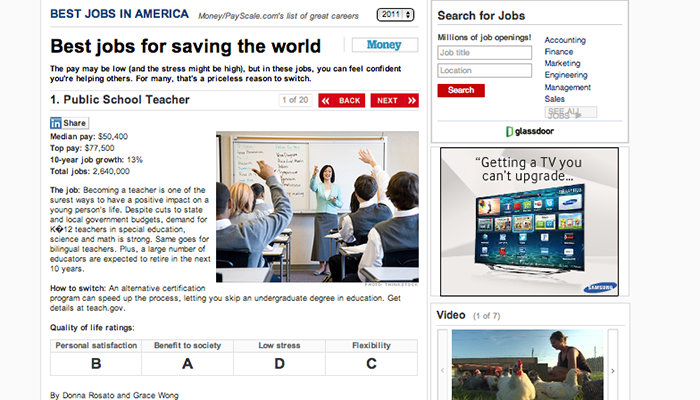 BEST JOBS IN AMERICA Money/PayScale.com's list of great careers 2011
Best jobs for saving the world Money
The pay may be low (and the stress might be high), but in these jobs, you can feel confident
you're helping others. For many, that's a priceless reason to switch.
1. Public School Teacher 1 of 20 BACK NEXT
in Share
Median pay: $50,400
Top pay: $77,500
10-year job growth: 13%
Total jobs: 2,640,000
The job: Becoming a teacher is one of the
surest ways to have a positive impact on a
young person's life. Despite cuts to state
and local government budgets, demand for
K�12 teachers in special education,
science and math is strong. Same goes for
bilingual teachers. Plus, a large number of
educators are expected to retire in the next
10 years.
PHOTO: THINKSTOCK
How to switch: An alternative certification
program can speed up the process, letting you skip an undergraduate degree in education. Get
details at teach.gov.
Quality of life ratings:
Personal satisfaction Benefit to society Low stress Flexibility
B A D C
By Donna Rosato and Grace Wong
Search for Jobs
Millions of job openings!
Job title
Location
Search
Accounting
Finance
Marketing
Engineering
Management
Sales
SEE ALL
JOBS
glassdoor
“Getting a TV you
can't upgrade...
SAMSUNG
Video (1 of 7)